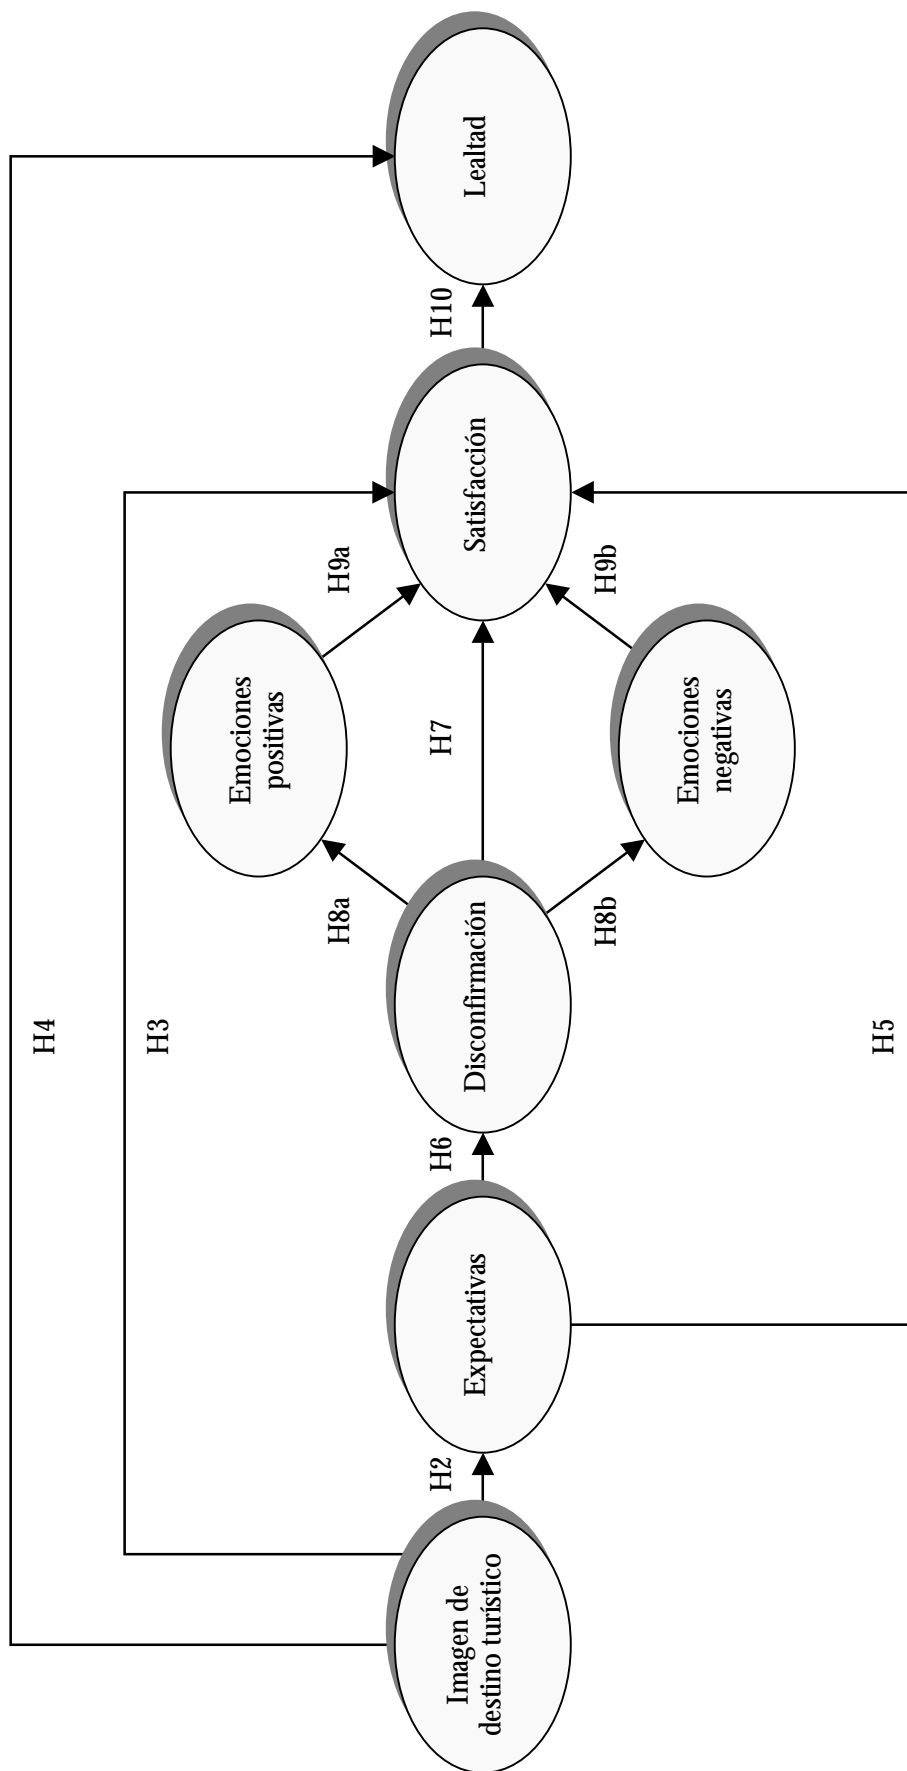 H4
H3
Emociones
positivas
H8a
H9a
Imagen de
destino turístico
H2
Expectativas
H6
Disconfirmación
H7
Satisfacción
H10
Lealtad
H8b
H9b
Emociones
negativas
H5